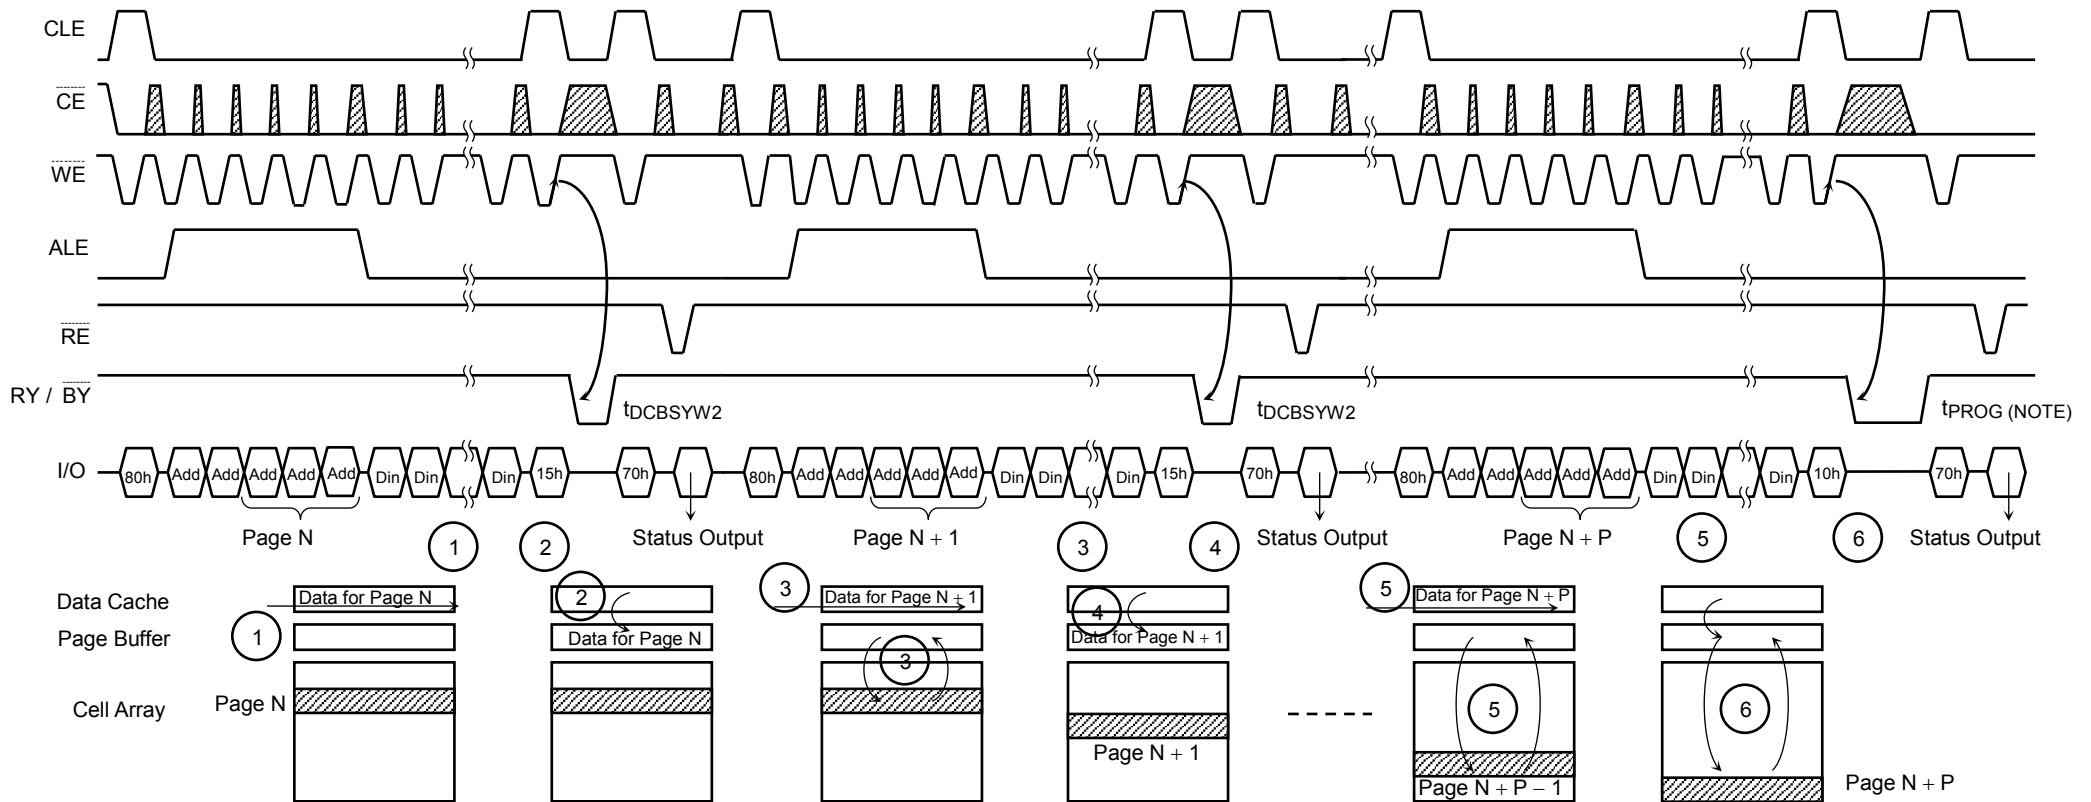 CLE
CE
WE
ALE
RE
RY / BY
tDCBSYW2 tDCBSYW2 tPROG (NOTE)
I/O 80h Add Add Add Add Add Din Din Din 15h 70h 80h Add Add Add Add Add Din Din Din 15h 70h 80h Add Add Add Add Add Din Din Din 10h 70h
Page N 1 2 Status Output Page N + 1 3 4 Status Output Page N + P 5 6 Status Output
Data Cache Data for Page N 2 3 Data for Page N + 1 4 5 Data for Page N + P
Page Buffer 1 Data for Page N 3 Data for Page N + 1
Cell Array Page N 5 6
Page N + 1
Page N + P − 1 Page N + P